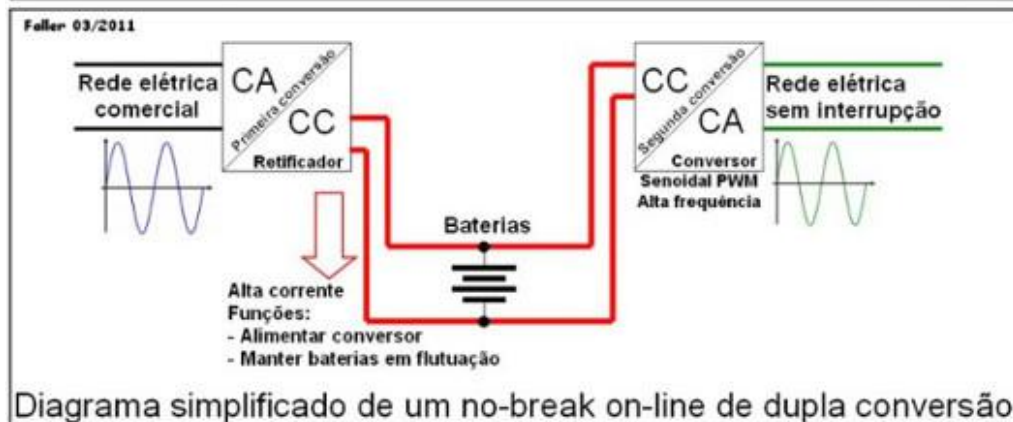 Faller 03/2011
Rede elétrica
comercial
CA
Primeira conversão
CC
Retificador
CC
Segunda conversão
CA
Conversor
Senoidal PWM
Alta frequência
Rede elétrica
sem interrupção
Baterias
Alta corrente
Funções:
- Alimentar conversor
- Manter baterias em flutuação
Diagrama simplificado de um no-break on-line de dupla conversão